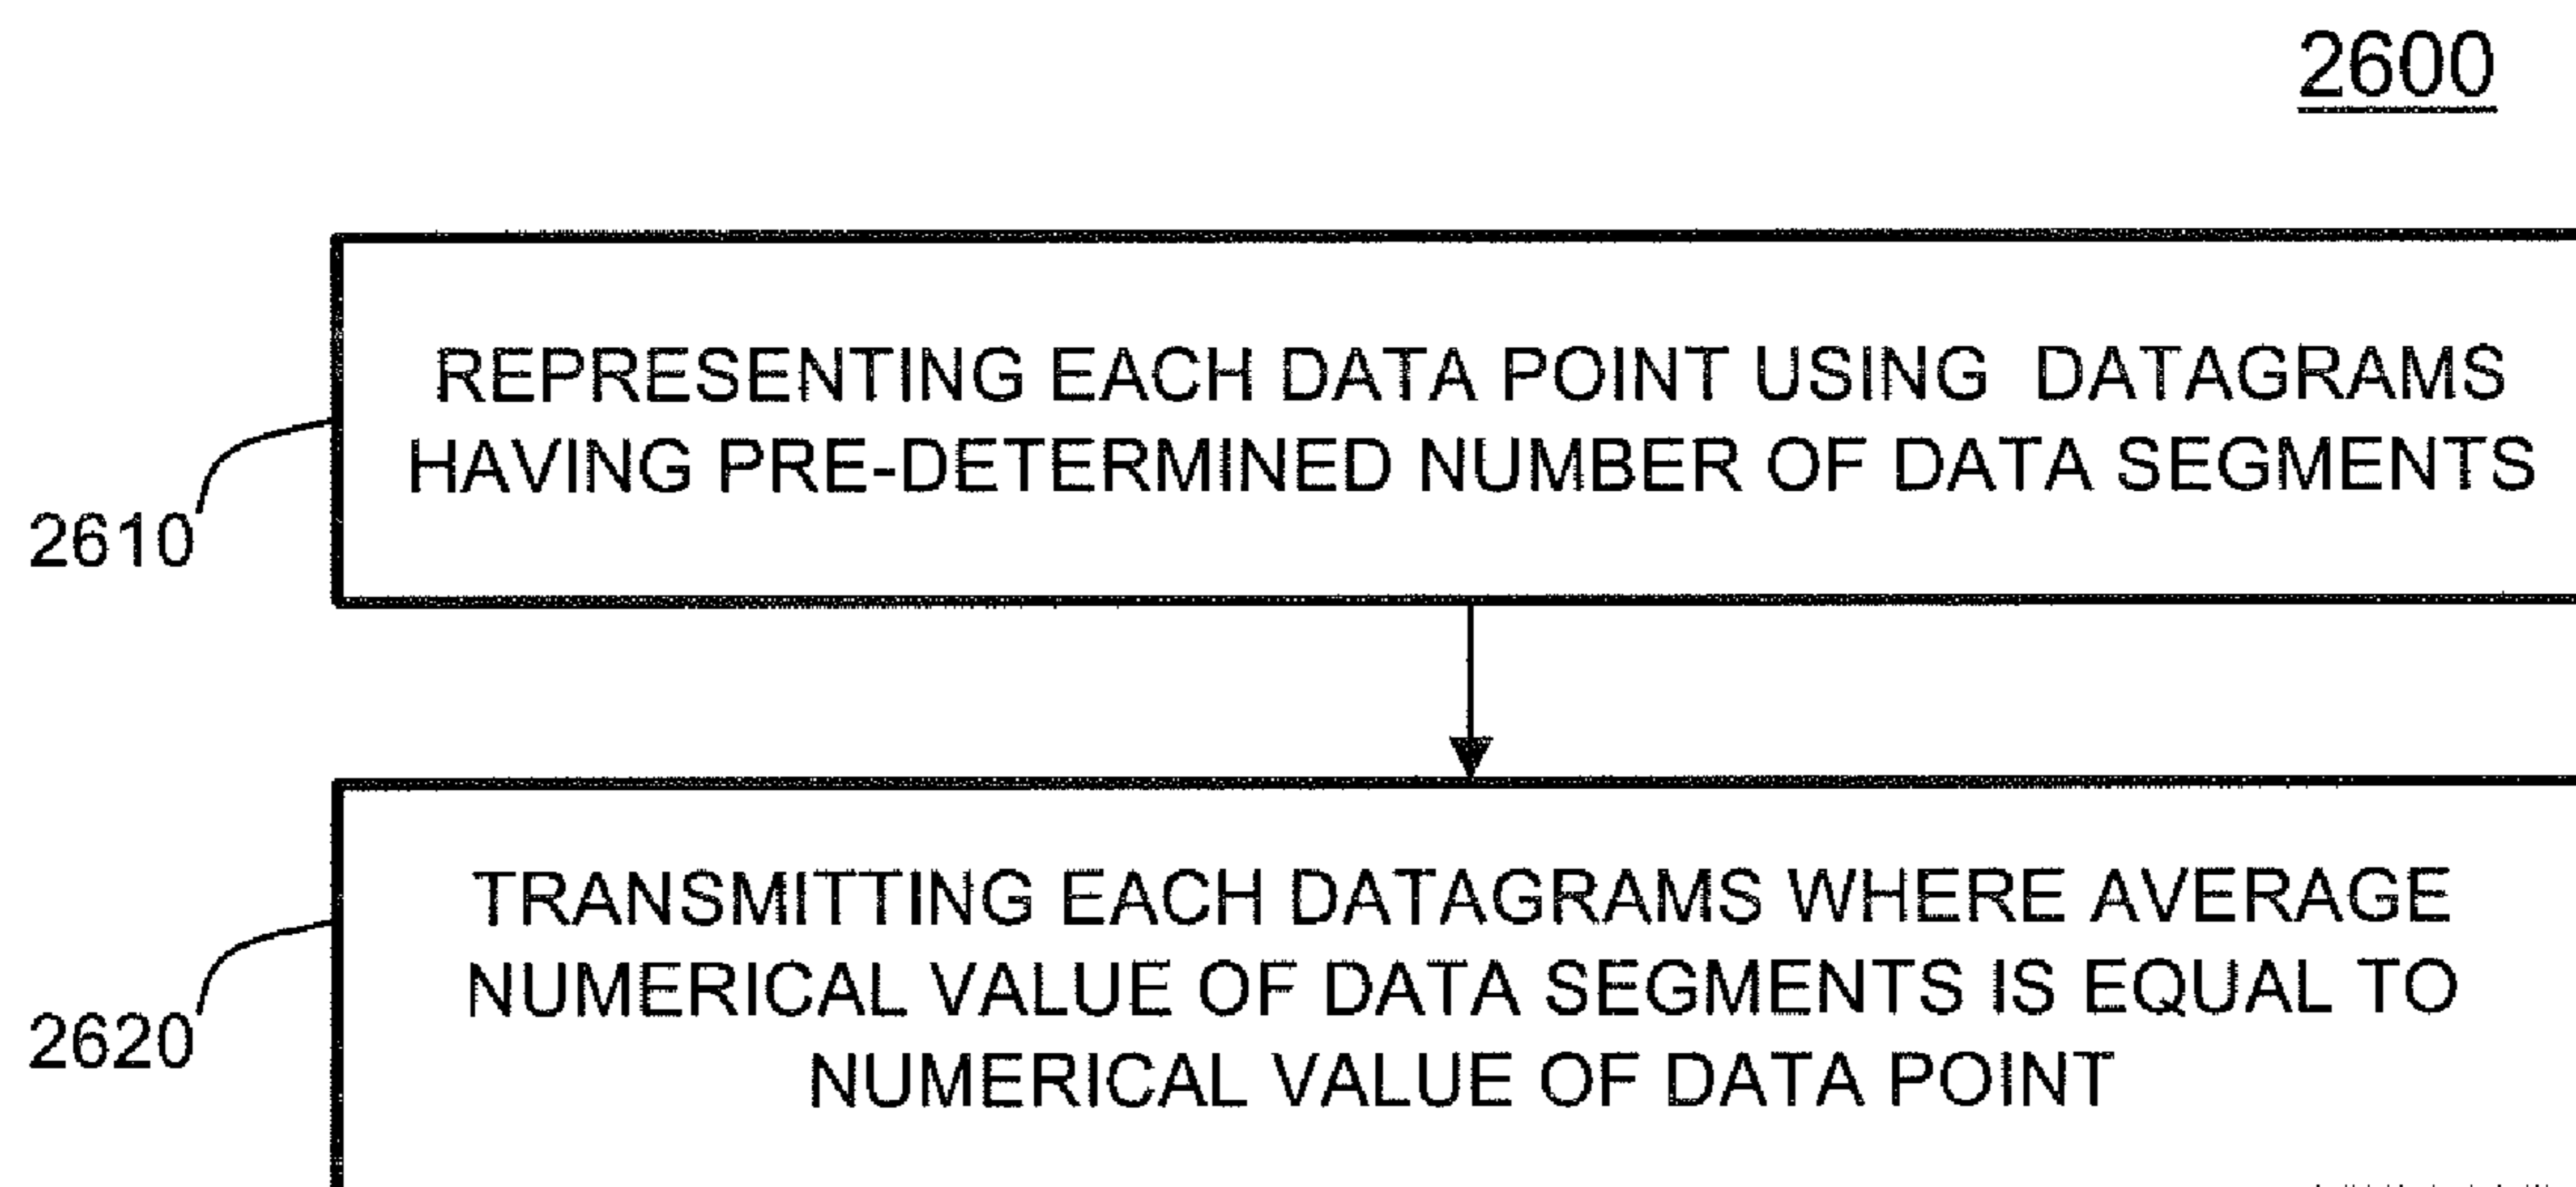 2600
REPRESENTING EACH DATA POINT USING DATAGRAMS
HAVING PRE-DETERMINED NUMBER OF DATA SEGMENTS
2610
TRANSMITTING EACH DATAGRAMS WHERE AVERAGE
NUMERICAL VALUE OF DATA SEGMENTS IS EQUAL TO
NUMERICAL VALUE OF DATA POINT
2620